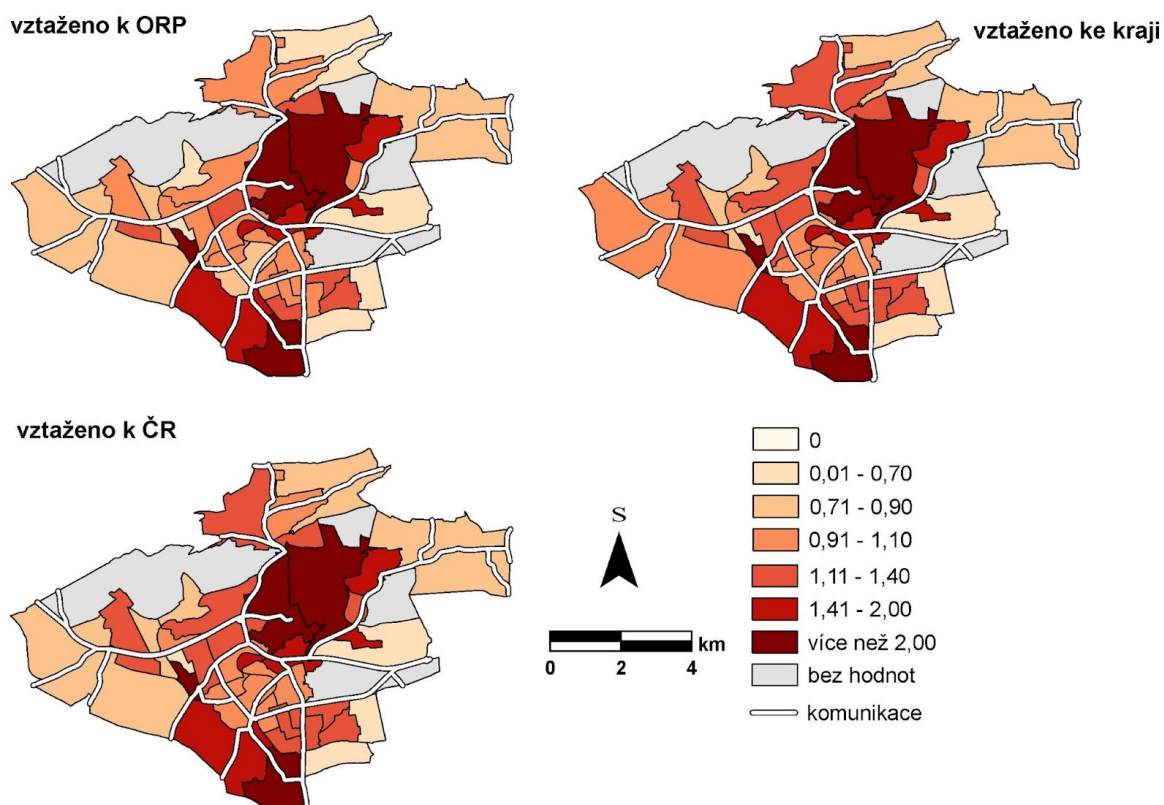 vztaženo k ORP
vztaženo ke kraji
vztaženo k ČR
0
0,01 - 0,70
0,71 - 0,90
0,91 - 1,10
1,11 - 1,40
1,41 - 2,00
více než 2,00
bez hodnot
komunikace
S
km
0 2 4